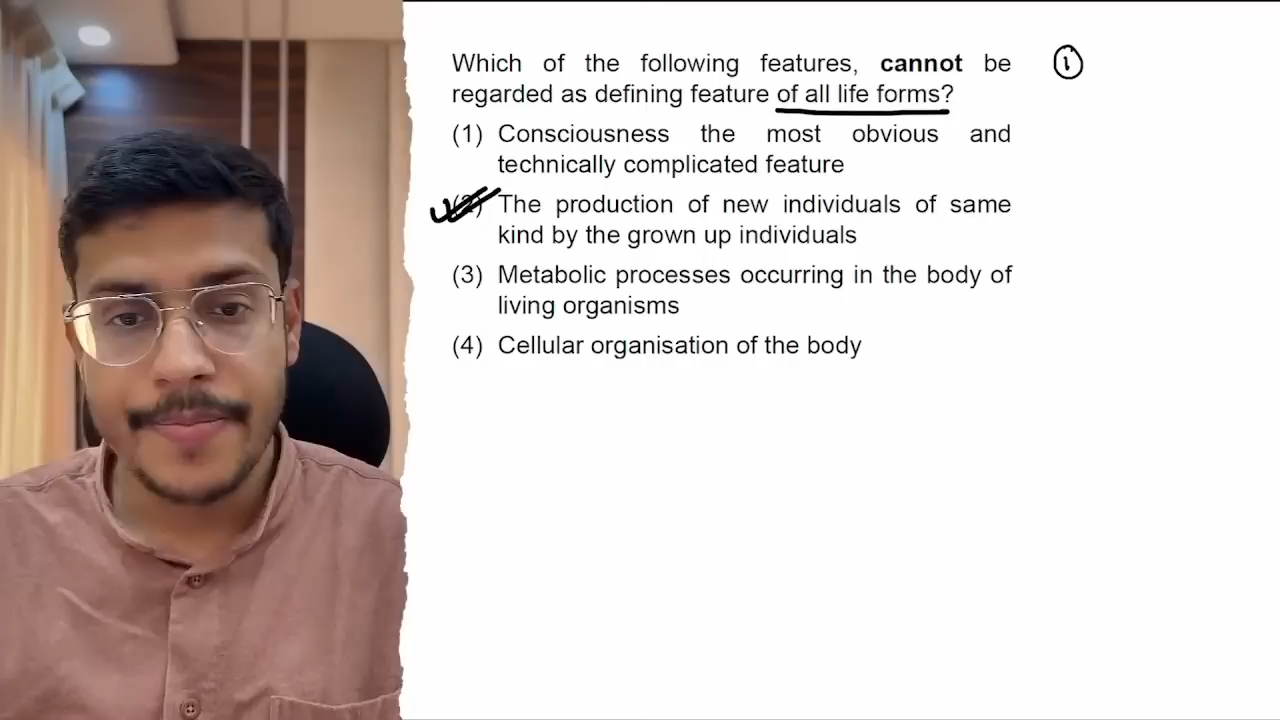 Which of the following features, cannot be
regarded as defining feature of all life forms?
(1) Consciousness the most obvious and
technically complicated feature
(2) The production of new individuals of same
kind by the grown up individuals
(3) Metabolic processes occurring in the body of
living organisms
(4) Cellular organisation of the body
i